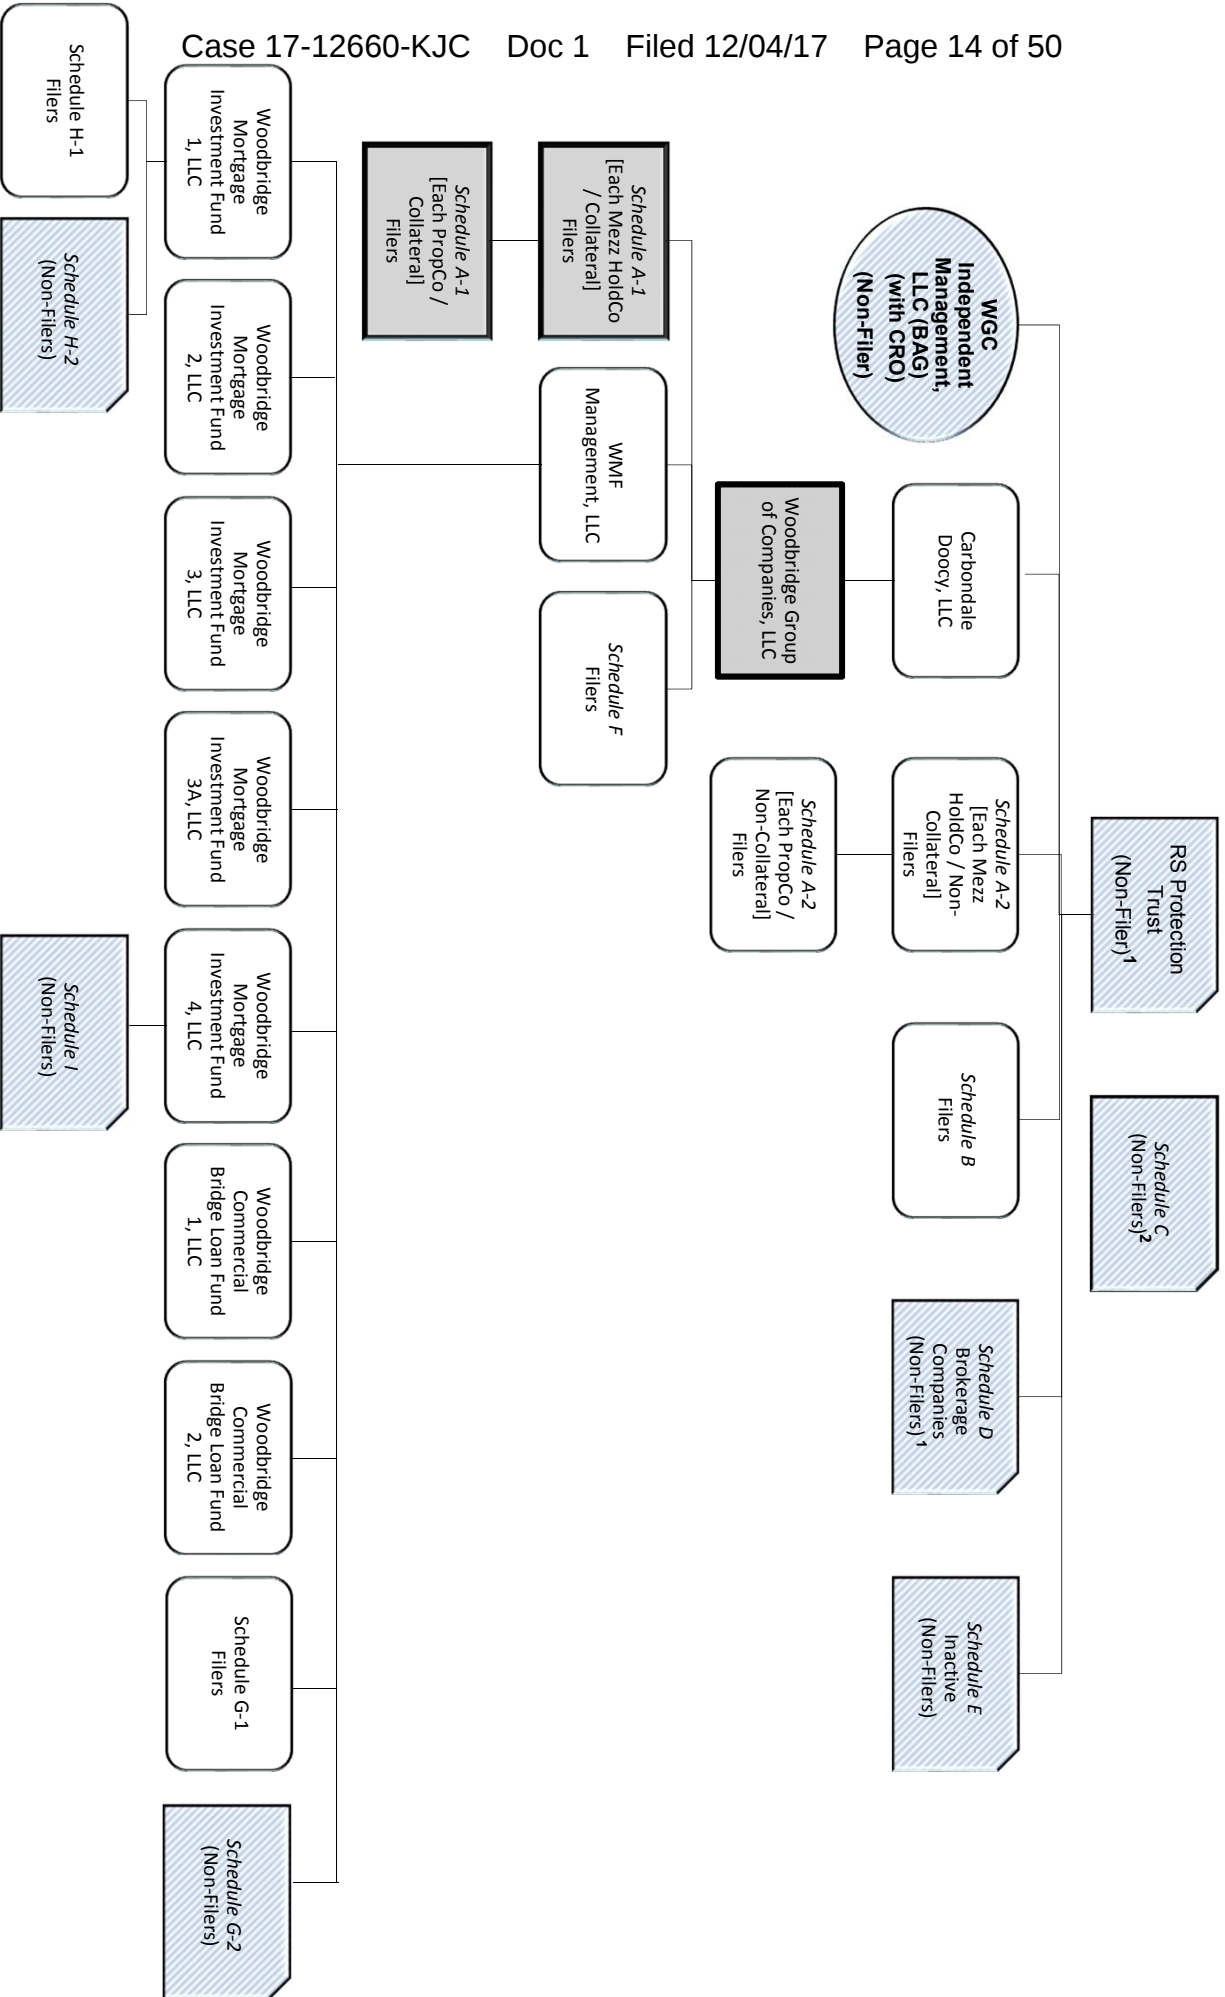 Case 17-12660-KJC Doc 1 Filed 12/04/17 Page 14 of 50
RS Protection
Trust
(Non-Filer)1
Schedule C
(Non-Filers)2
WGC
Independent
Management,
LLC (BAG)
(with CRO)
(Non-Filer)
Carbondale
Doocy, LLC
Schedule A-2
[Each Mezz
HoldCo / Non-
Collateral]
Filers
Schedule B
Filers
Schedule D
Brokerage
Companies
(Non-Filers) 1
Schedule E
Inactive
(Non-Filers)
Woodbridge Group
of Companies, LLC
Schedule A-2
[Each PropCo /
Non-Collateral]
Filers
Schedule A-1
[Each Mezz HoldCo
/ Collateral]
Filers
WMF
Management, LLC
Schedule F
Filers
Schedule A-1
[Each PropCo /
Collateral]
Filers
Woodbridge
Mortgage
Investment Fund
1, LLC
Woodbridge
Mortgage
Investment Fund
2, LLC
Woodbridge
Mortgage
Investment Fund
3, LLC
Woodbridge
Mortgage
Investment Fund
3A, LLC
Woodbridge
Mortgage
Investment Fund
4, LLC
Woodbridge
Commercial
Bridge Loan Fund
1, LLC
Woodbridge
Commercial
Bridge Loan Fund
2, LLC
Schedule G-1
Filers
Schedule G-2
(Non-Filers)
Schedule H-1
Filers
Schedule H-2
(Non-Filers)
Schedule I
(Non-Filers)